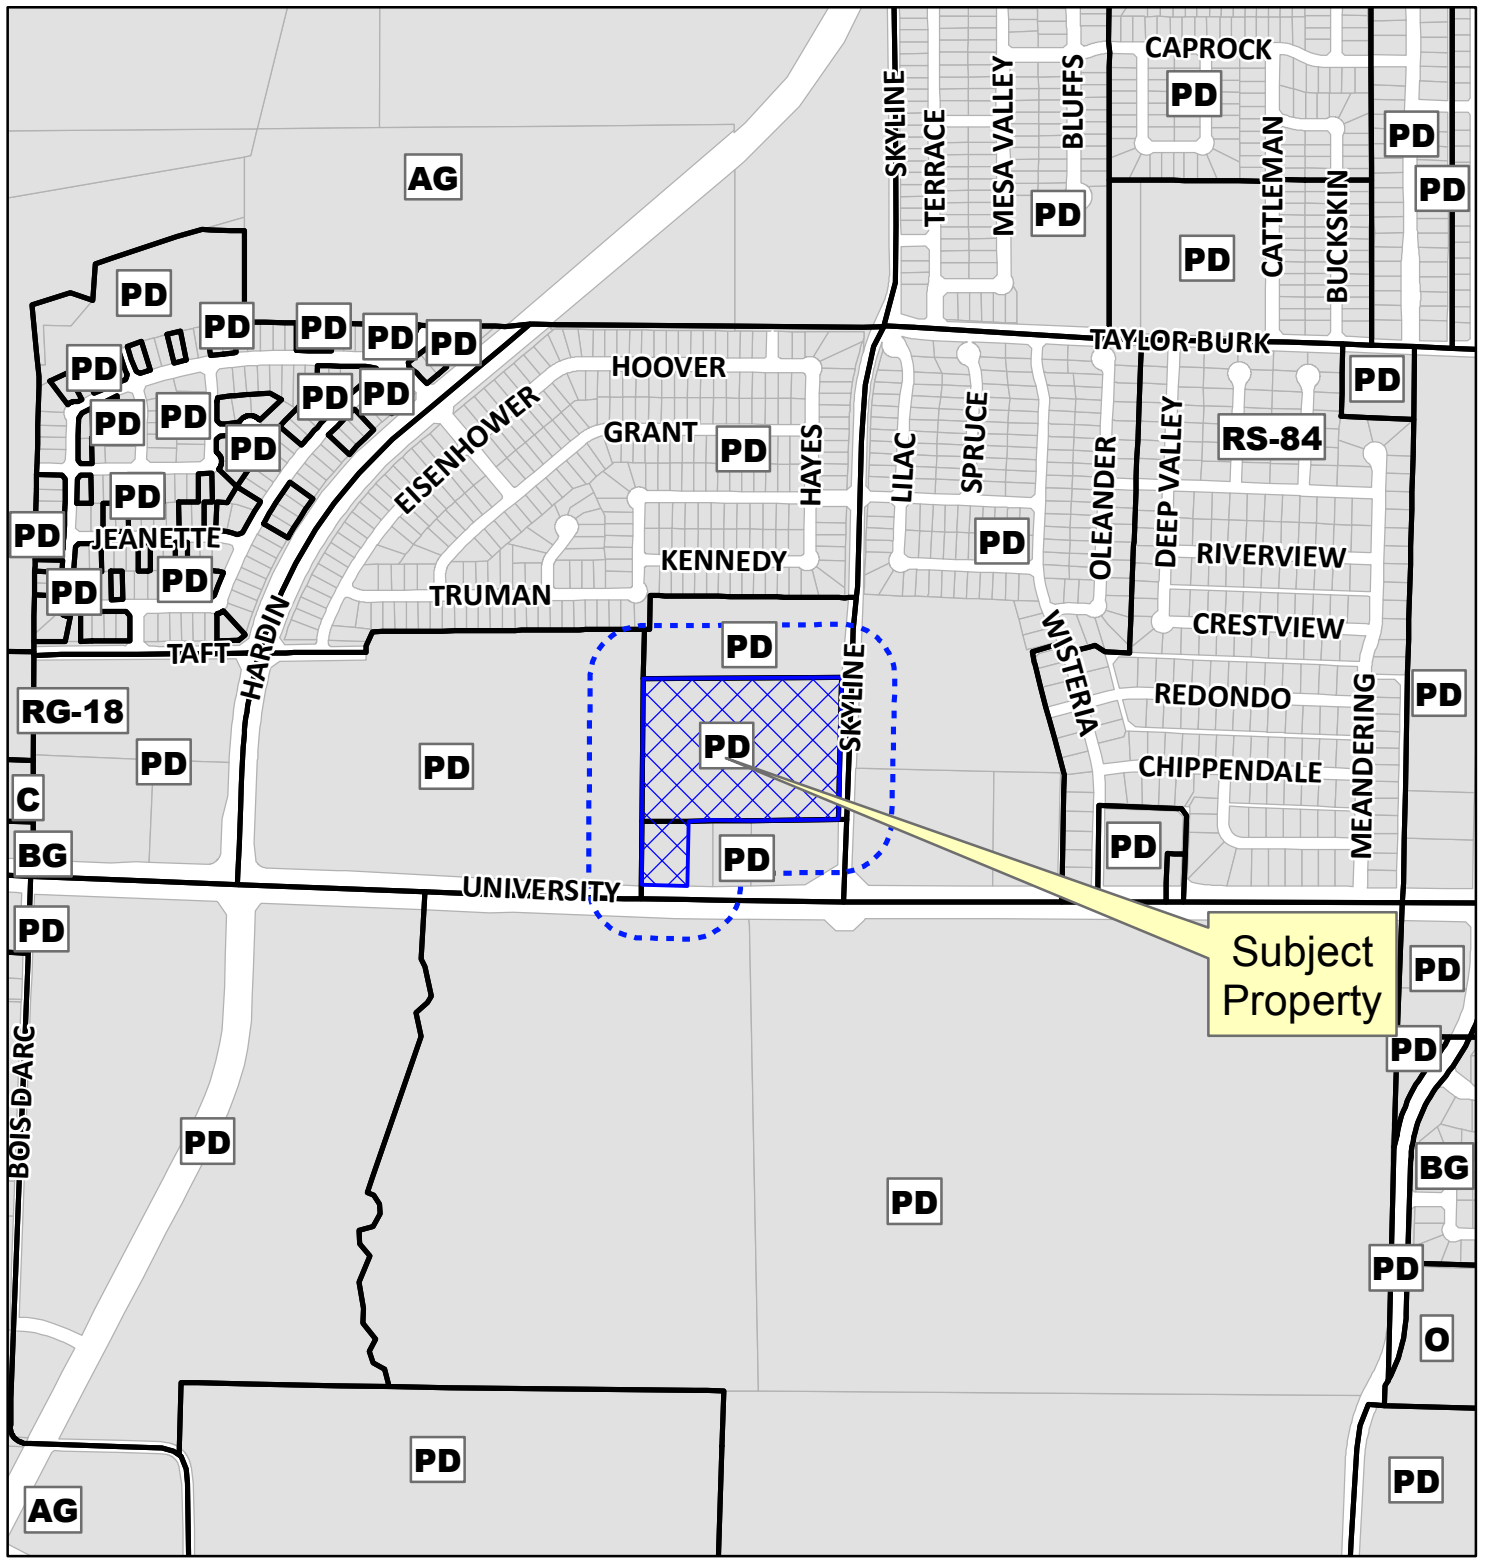 CAPROCK
PD
SKYLINE
TERRACE
MESA VALLEY
BLUFFS
CATTLEMAN
BUCKSKIN
PD
PD
AG
PD
PD
PD
PD
PD
PD
PD
TAYLOR BURK
PD
PD
PD
PD
PD
PD
PD
HOOVER
EISENHOWER
GRANT
PD
HAYES
LILAC
SPRUCE
OLEANDER
DEEP VALLEY
RS-84
PD
PD
JEANETTE
PD
PD
PD
KENNEDY
TRUMAN
RIVERVIEW
CRESTVIEW
TAFT
HARDIN
PD
SKYLINE
WISTERIA
REDONDO
PD
RG-18
PD
PD
PD
CHIPPENDALE
MEANDERING
C
BG
PD
PD
UNIVERSITY
PD
Subject
Property
PD
PD
BOIS-D-ARC
PD
PD
BG
PD
O
PD
PD
AG